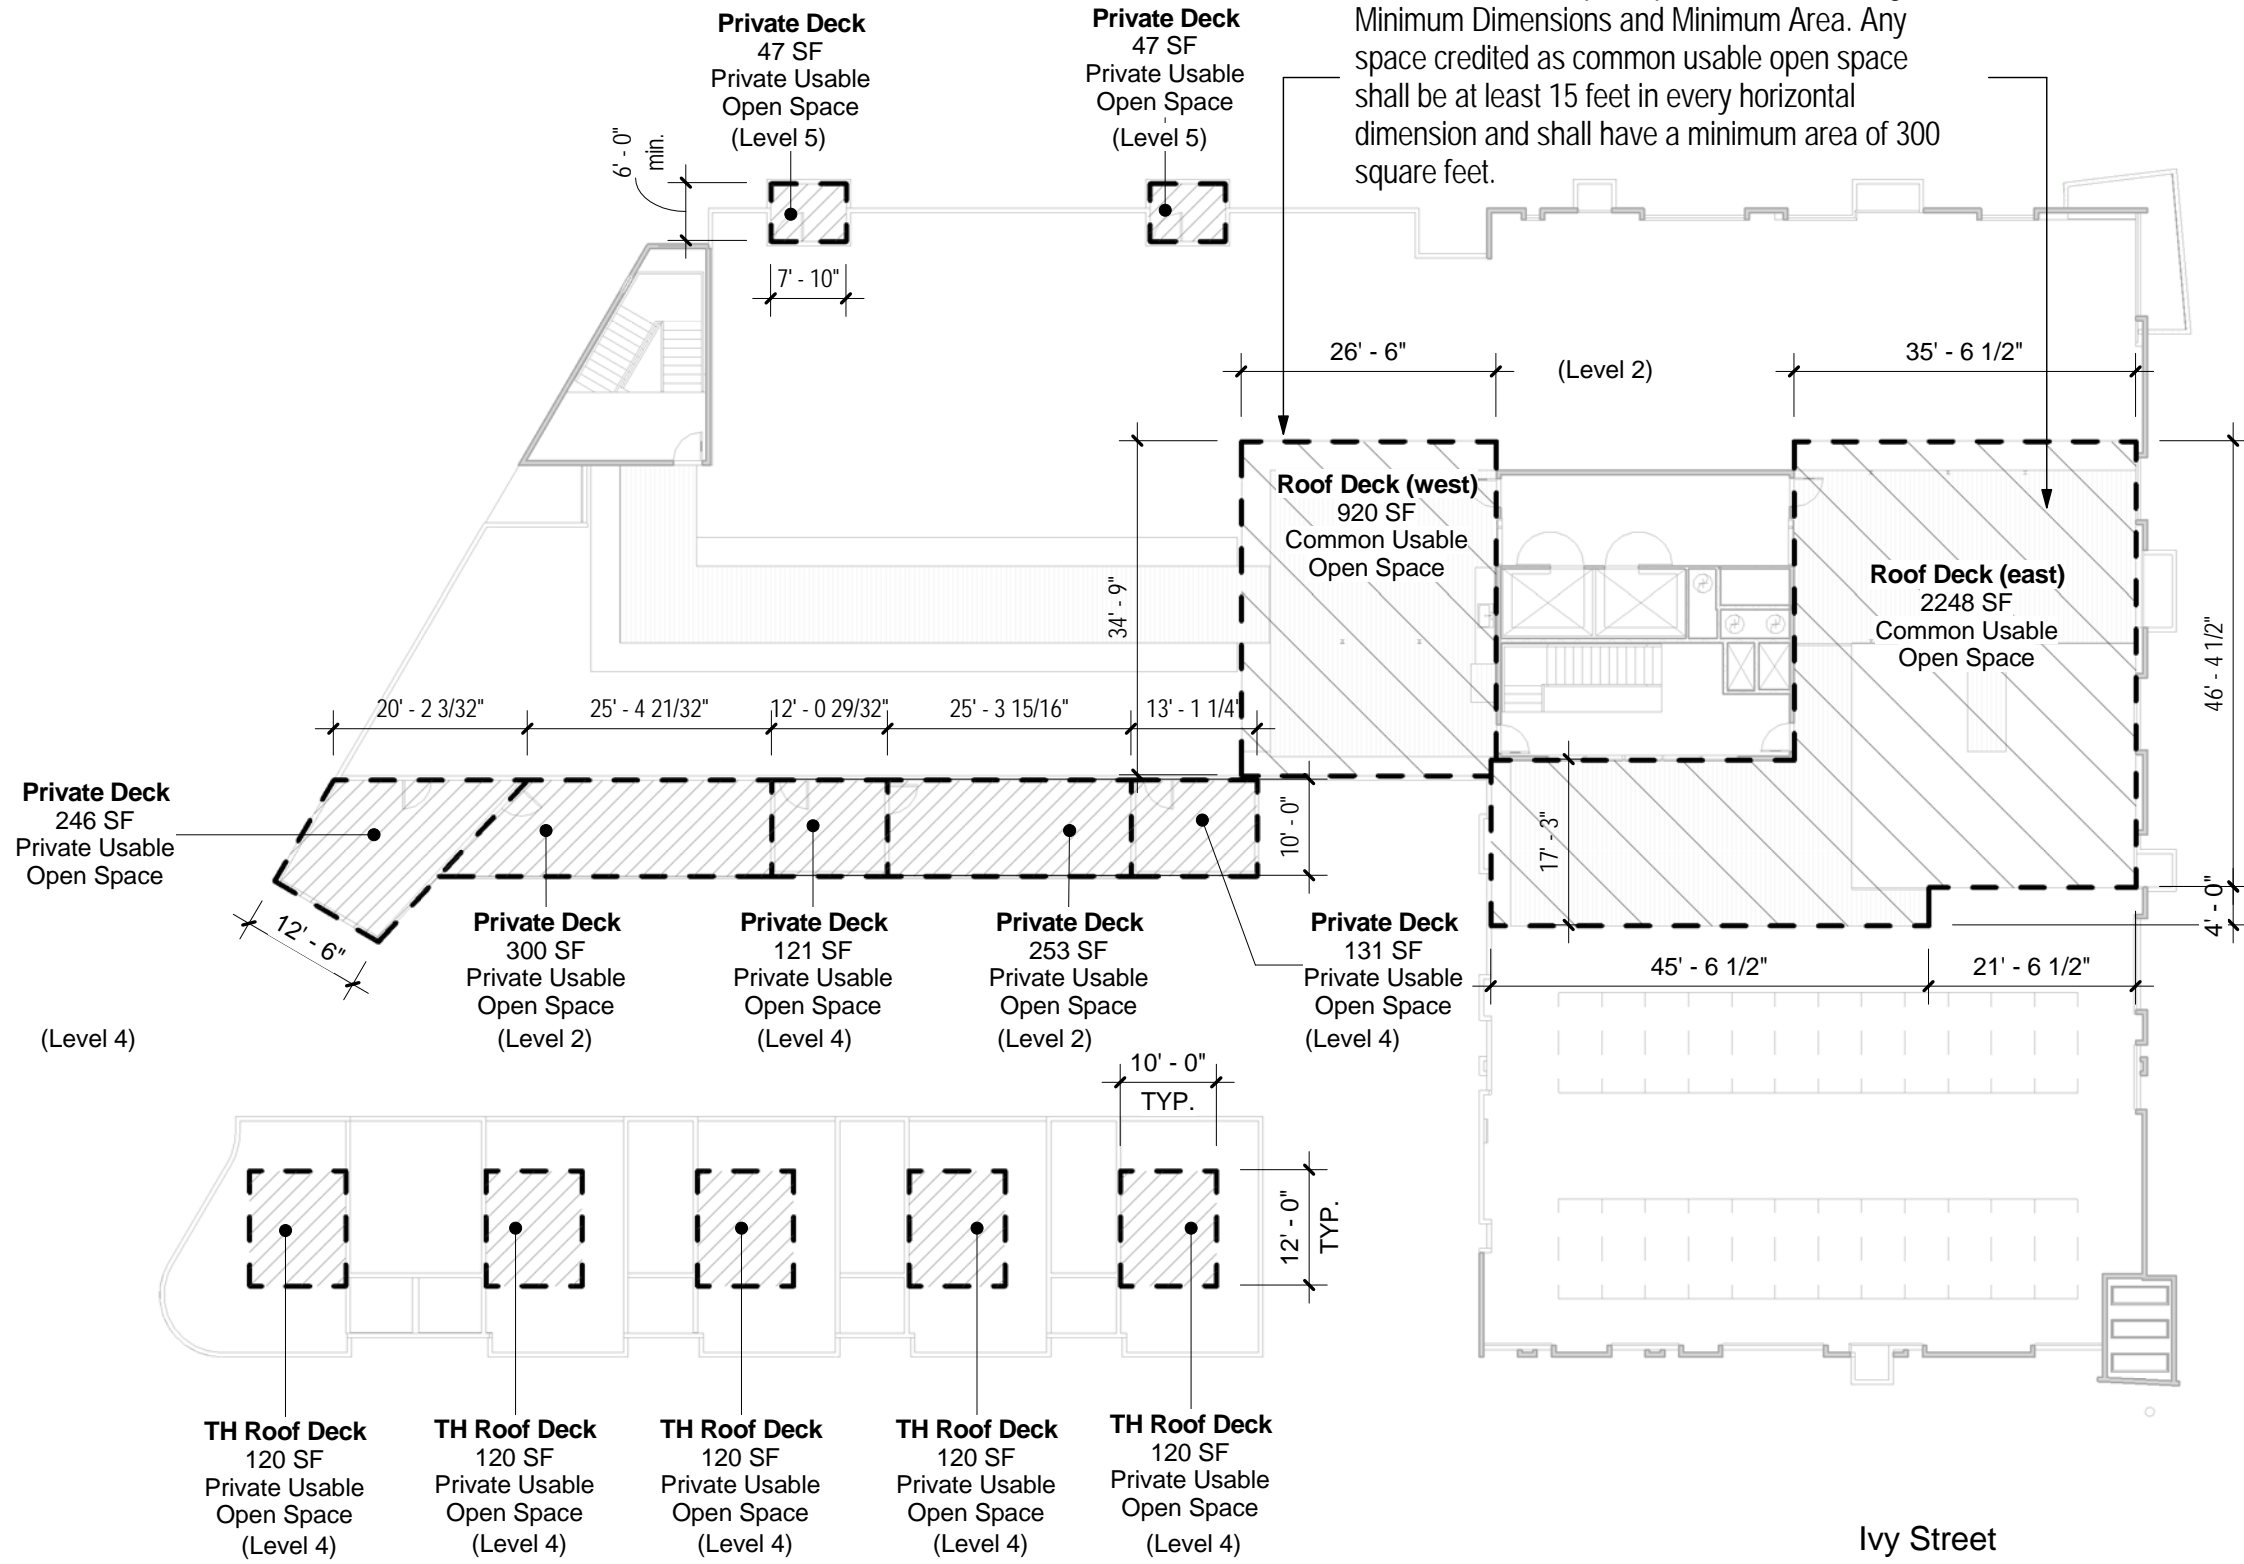 Private Deck
47 SF
Private Usable
Open Space
(Level 5)
Private Deck
47 SF
Private Usable
Open Space
(Level 5)
Minimum Dimensions and Minimum Area. Any
space credited as common usable open space
shall be at least 15 feet in every horizontal
dimension and shall have a minimum area of 300
square feet.
6' - 0"
min.
7' - 10"
26' - 6"
(Level 2)
35' - 6 1/2"
Roof Deck (west)
920 SF
Common Usable
Open Space
34' - 9"
Roof Deck (east)
2248 SF
Common Usable
Open Space
46' - 4 1/2"
20' - 2 3/32"
25' - 4 21/32"
12' - 0 29/32"
25' - 3 15/16"
13' - 1 1/4"
Private Deck
246 SF
Private Usable
Open Space
(Level 4)
12' - 6"
10' - 0"
17' - 3"
4' - 0"
Private Deck
300 SF
Private Usable
Open Space
(Level 2)
Private Deck
121 SF
Private Usable
Open Space
(Level 4)
Private Deck
253 SF
Private Usable
Open Space
(Level 2)
Private Deck
131 SF
Private Usable
Open Space
(Level 4)
45' - 6 1/2"
21' - 6 1/2"
10' - 0"
TYP.
12' - 0"
TYP.
TH Roof Deck
120 SF
Private Usable
Open Space
(Level 4)
TH Roof Deck
120 SF
Private Usable
Open Space
(Level 4)
TH Roof Deck
120 SF
Private Usable
Open Space
(Level 4)
TH Roof Deck
120 SF
Private Usable
Open Space
(Level 4)
TH Roof Deck
120 SF
Private Usable
Open Space
(Level 4)
Ivy Street